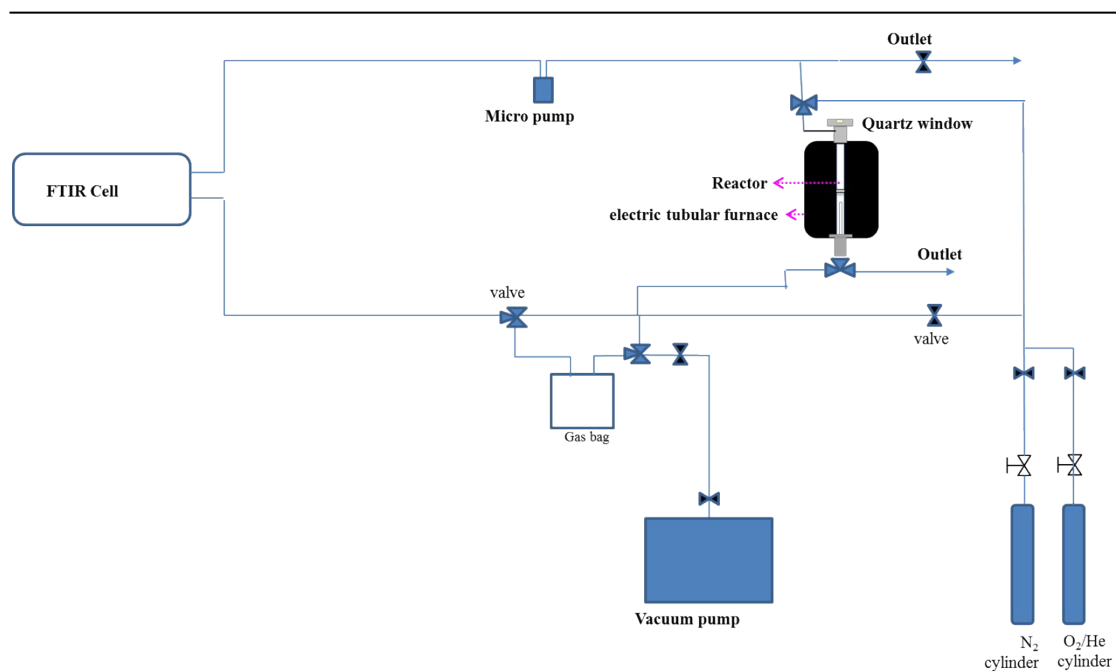 Outlet
Micro pump
Quartz window
FTIR Cell
Reactor
electric tubular furnace
Outlet
valve
valve
Gas bag
Vacuum pump
N₂
cylinder
O₂/He
cylinder